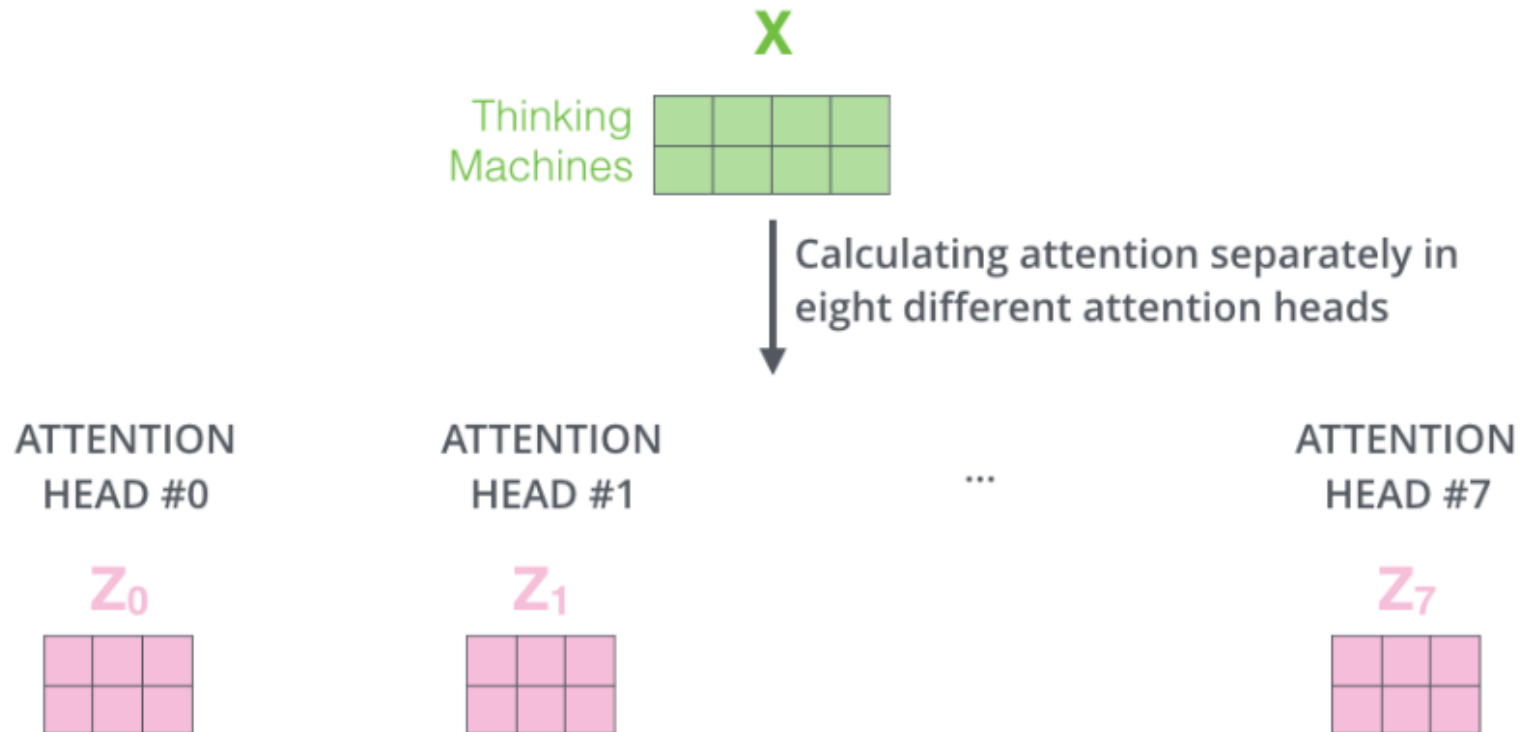 X
Thinking
Machines
Calculating attention separately in
eight different attention heads
ATTENTION
HEAD #0
ATTENTION
HEAD #1
...
ATTENTION
HEAD #7
Z0
Z1
Z7